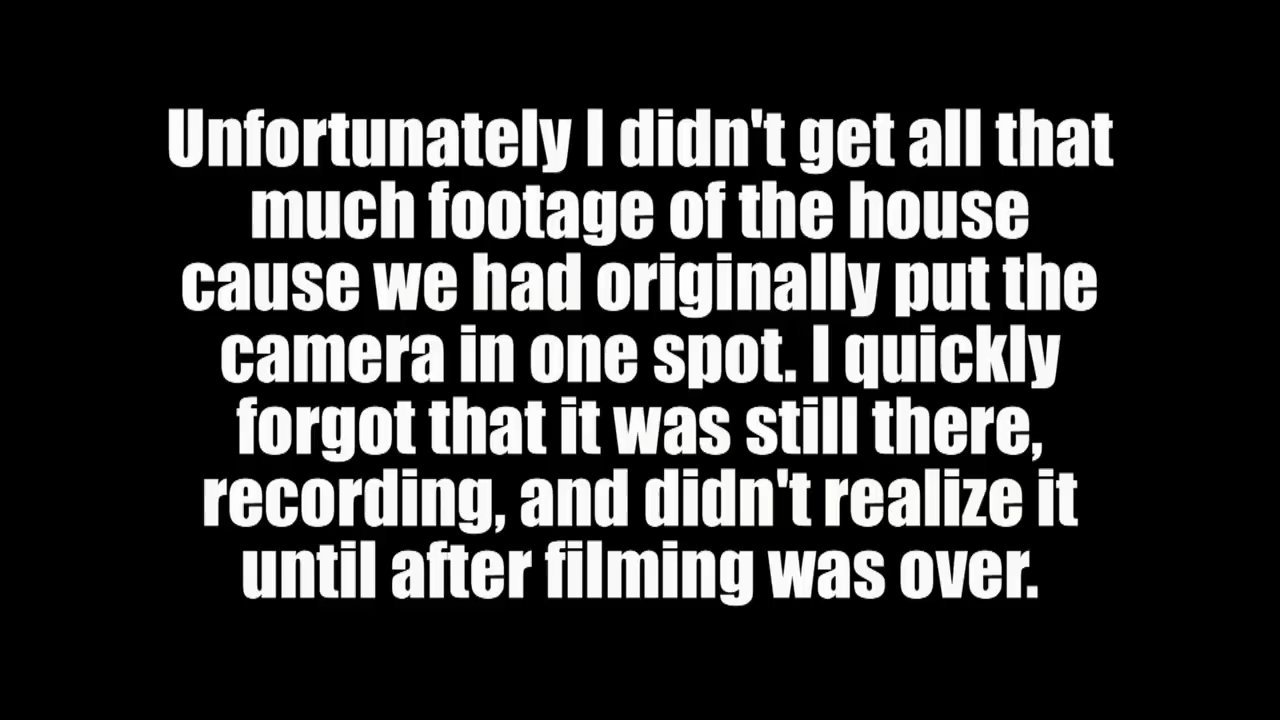 Unfortunately I didn't get all that
much footage of the house
cause we had originally put the
camera in one spot. I quickly
forgot that it was still there,
recording, and didn't realize it
until after filming was over.